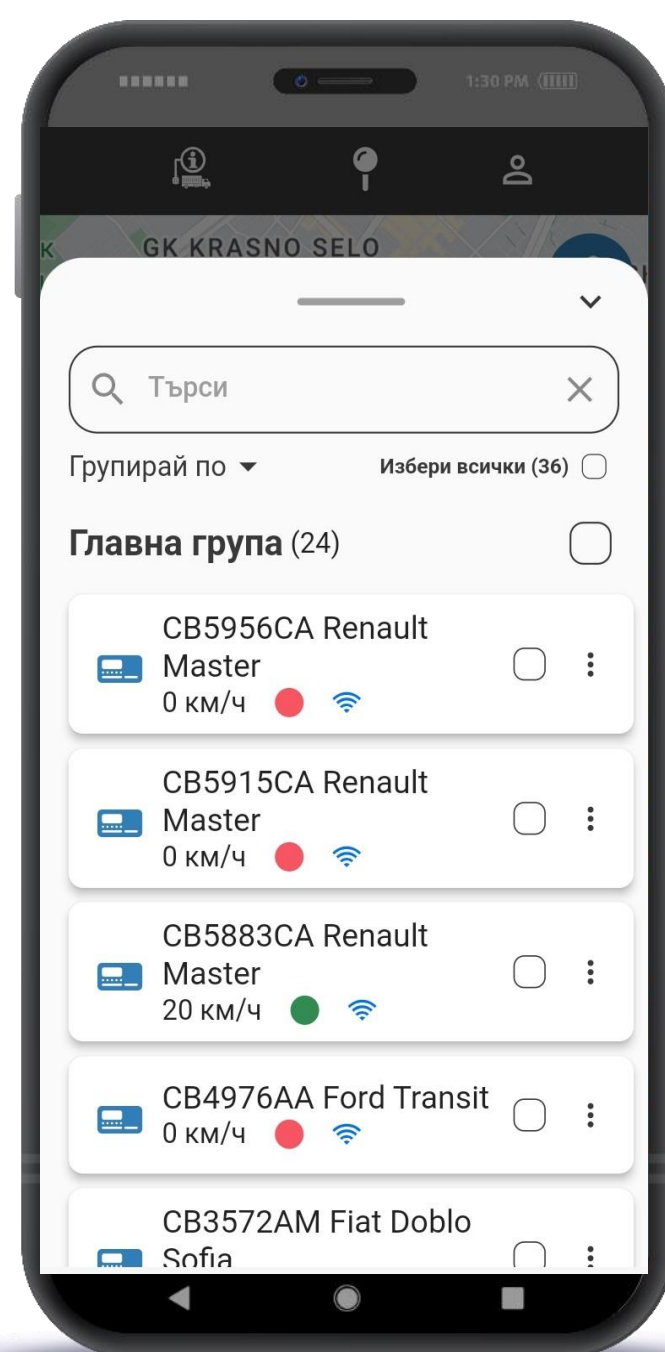 1:30 PM
K
GK KRASNO SELO
Търси
Групирай по
Избери всички (36)
Главна група (24)
CB5956CA Renault
Master
0 км/ч
CB5915CA Renault
Master
0 км/ч
CB5883CA Renault
Master
20 км/ч
CB4976AA Ford Transit
0 км/ч
CB3572AM Fiat Doblo
Sofia